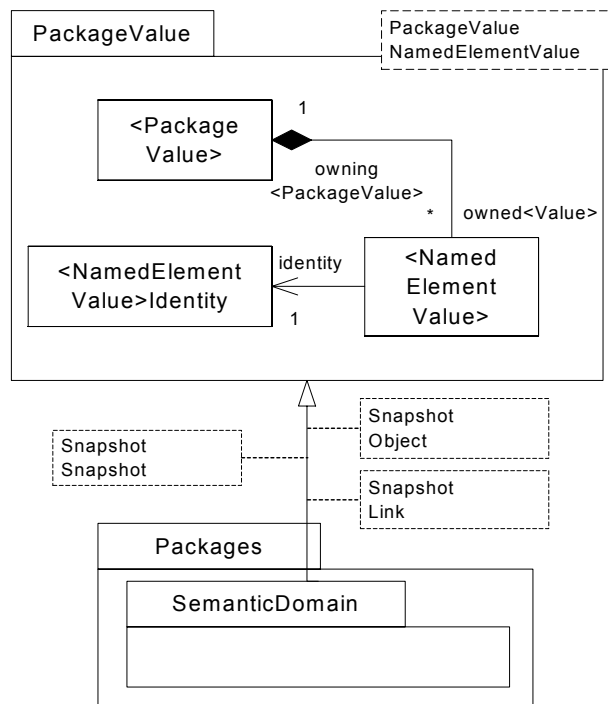 PackageValue
PackageValue
NamedElementValue
<Package
Value>
1
owning
<PackageValue>
*
owned<Value>
<NamedElement
Value>Identity
identity
1
<Named
Element
Value>
Snapshot
Object
Snapshot
Snapshot
Snapshot
Link
Packages
SemanticDomain